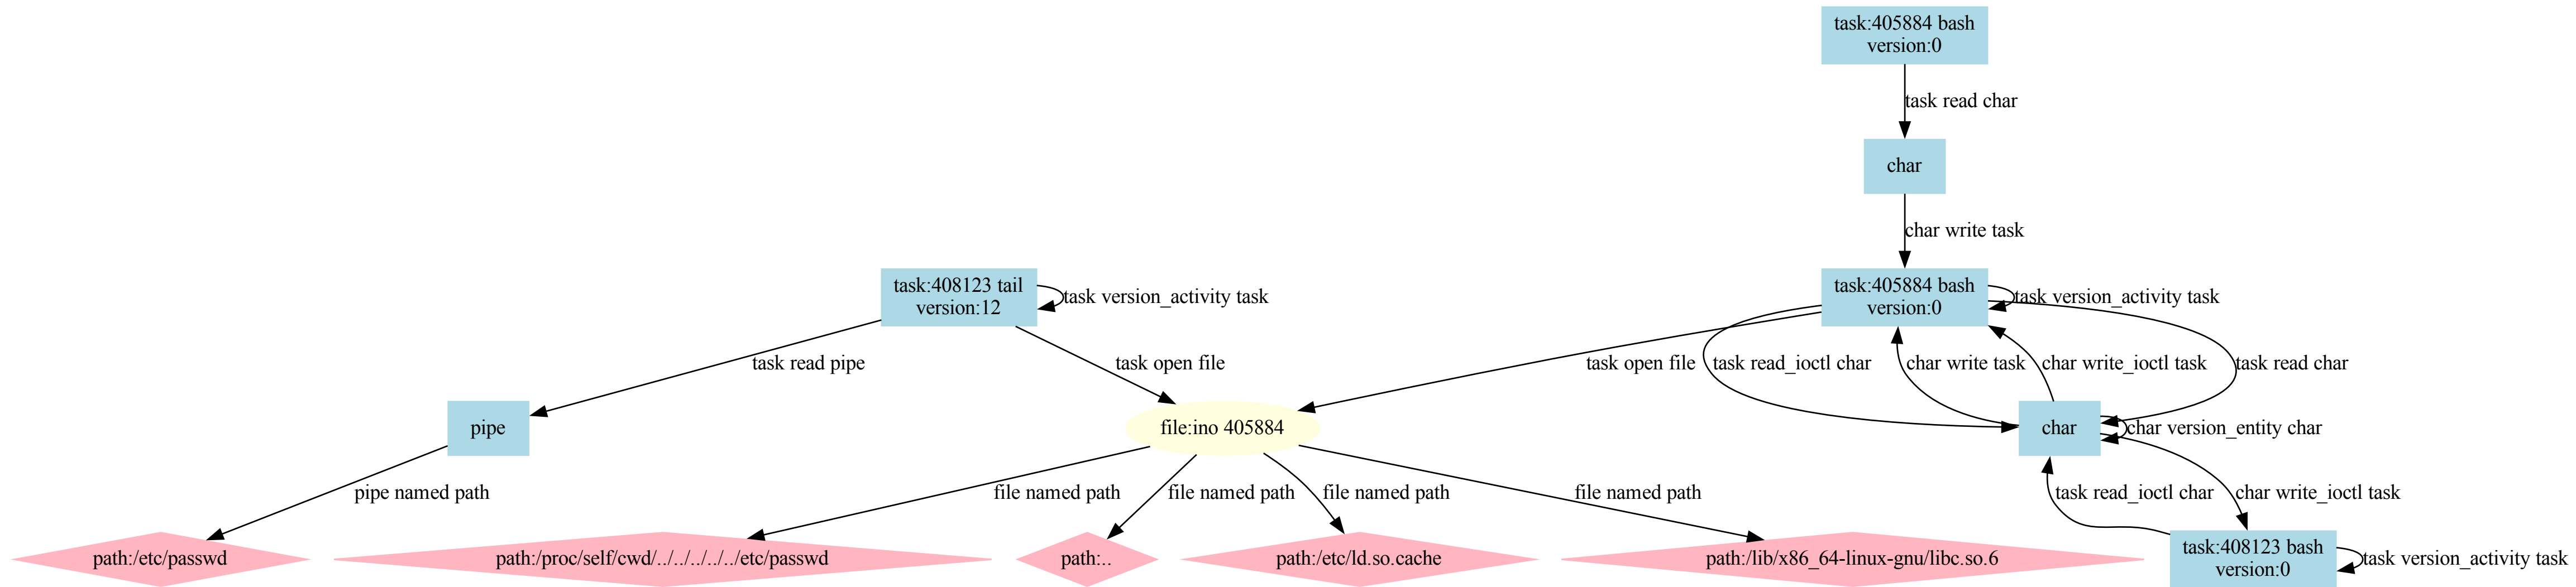 task:405884 bash
version:0
task read char
char
char write task
task:408123 tail
version:12
task version_activity task
task:405884 bash
version:0
task version_activity task
task read pipe
task open file
task open file
task read_ioctl char
char write task
char write_ioctl task
task read char
pipe
file:ino 405884
char
char version_entity char
pipe named path
file named path
file named path
file named path
file named path
task read_ioctl char
char write_ioctl task
path:/etc/passwd
path:/proc/self/cwd/../../../../../etc/passwd
path:..
path:/etc/ld.so.cache
path:/lib/x86_64-linux-gnu/libc.so.6
task:408123 bash
version:0
task version_activity task